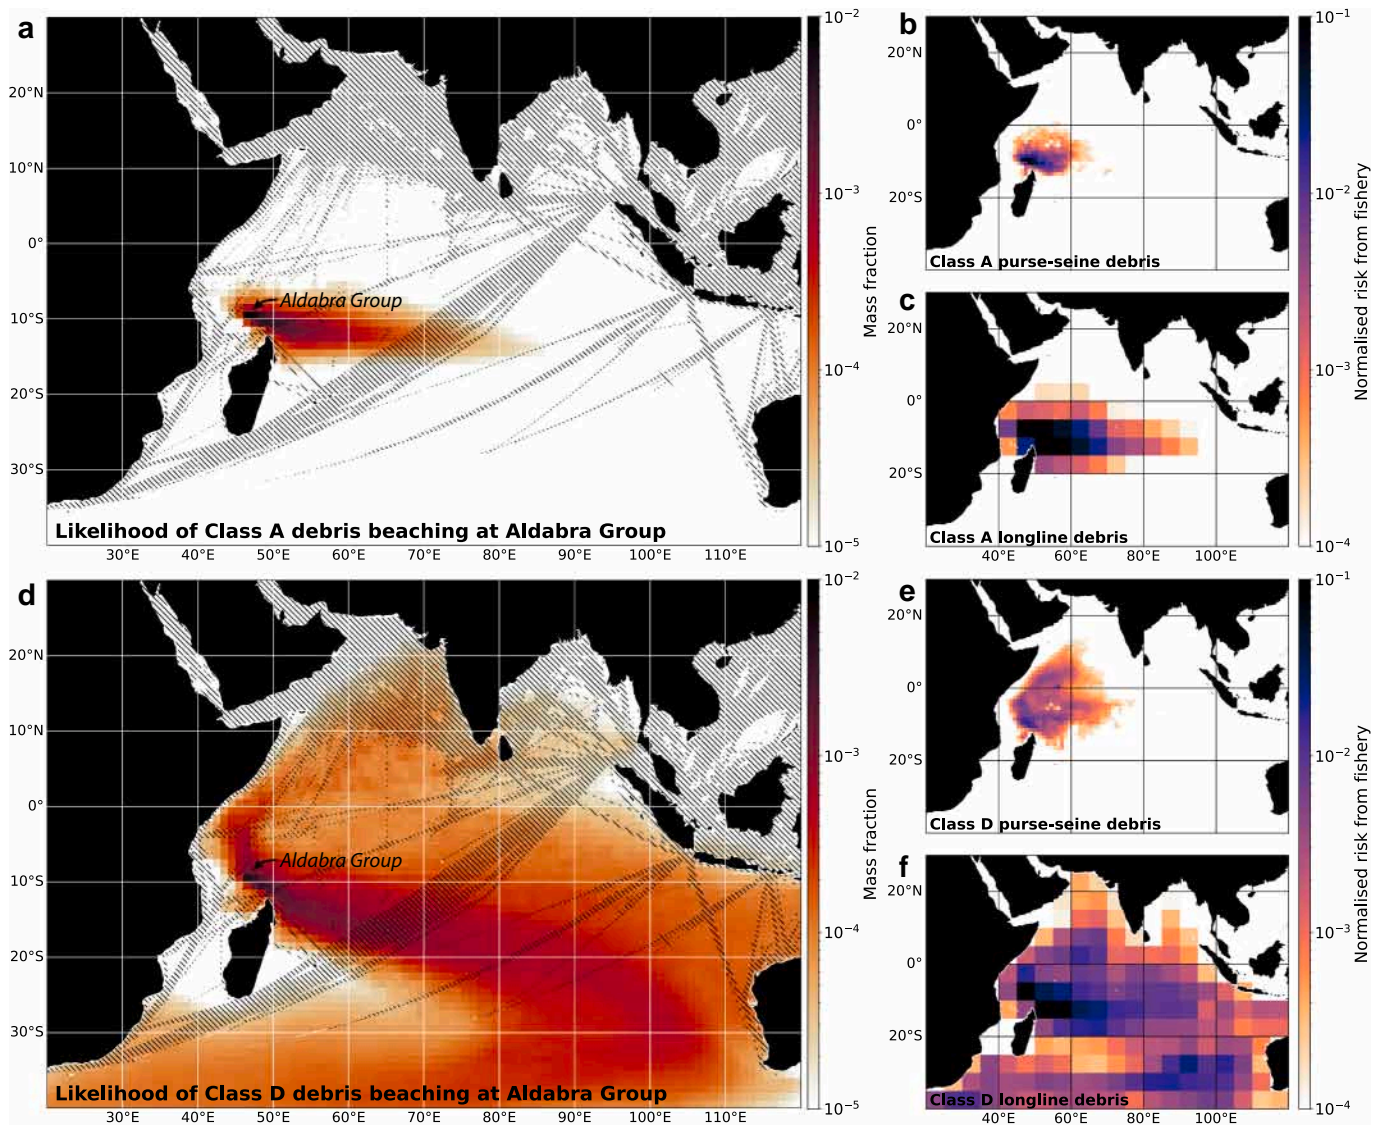 a
20°N
10°N
0°
10°S
20°S
30°S
Aldabra Group
Likelihood of Class A debris beaching at Aldabra Group
30°E 40°E 50°E 60°E 70°E 80°E 90°E 100°E 110°E
10⁻²
10⁻³
10⁻⁴
10⁻⁵
Mass fraction
b
20°N
0°
20°S
Class A purse-seine debris
c
20°N
0°
20°S
Class A longline debris
40°E 60°E 80°E 100°E
10⁻¹
10⁻²
10⁻³
10⁻⁴
Normalised risk from fishery
d
20°N
10°N
0°
10°S
20°S
30°S
Aldabra Group
Likelihood of Class D debris beaching at Aldabra Group
30°E 40°E 50°E 60°E 70°E 80°E 90°E 100°E 110°E
10⁻²
10⁻³
10⁻⁴
10⁻⁵
Mass fraction
e
20°N
0°
20°S
Class D purse-seine debris
f
20°N
0°
20°S
Class D longline debris
40°E 60°E 80°E 100°E
10⁻¹
10⁻²
10⁻³
10⁻⁴
Normalised risk from fishery